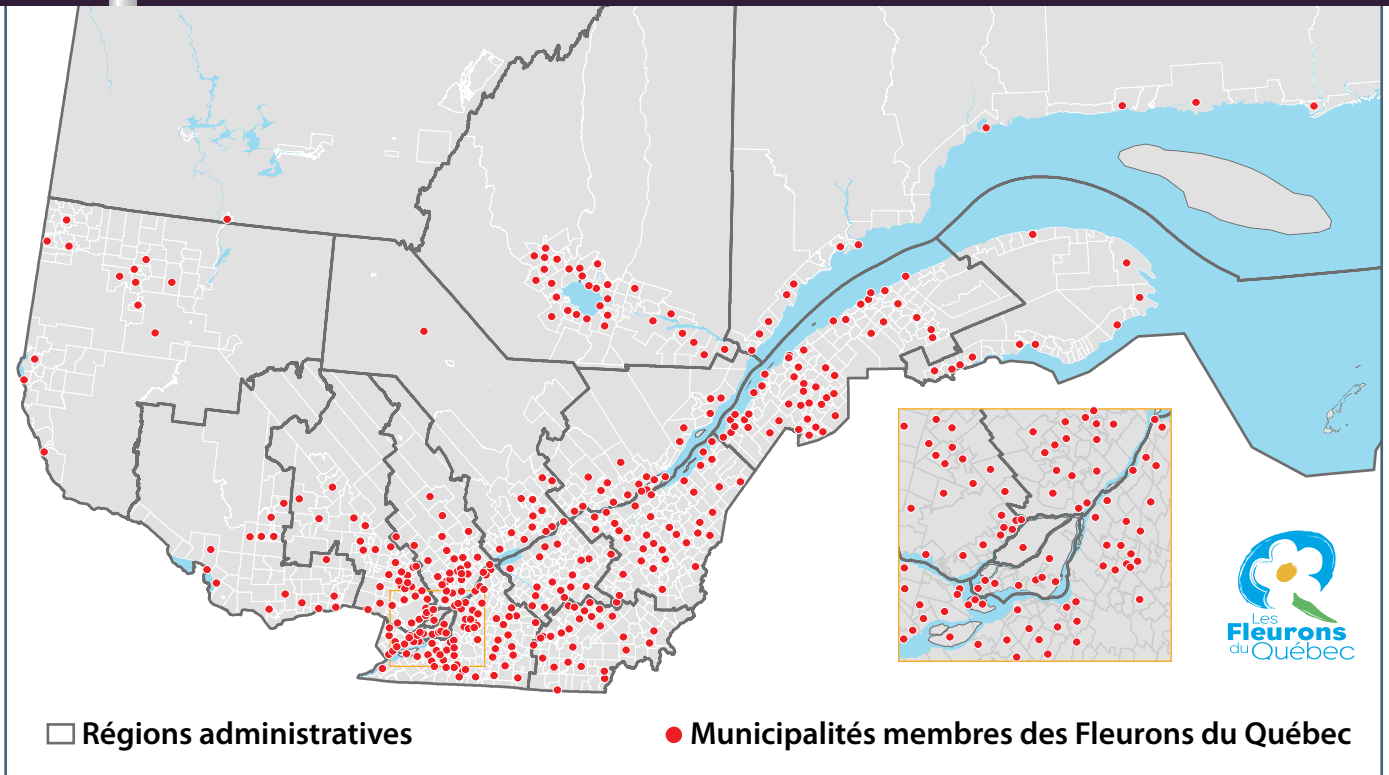 Les
Fleurons
du Québec
Régions administratives
Municipalités membres des Fleurons du Québec